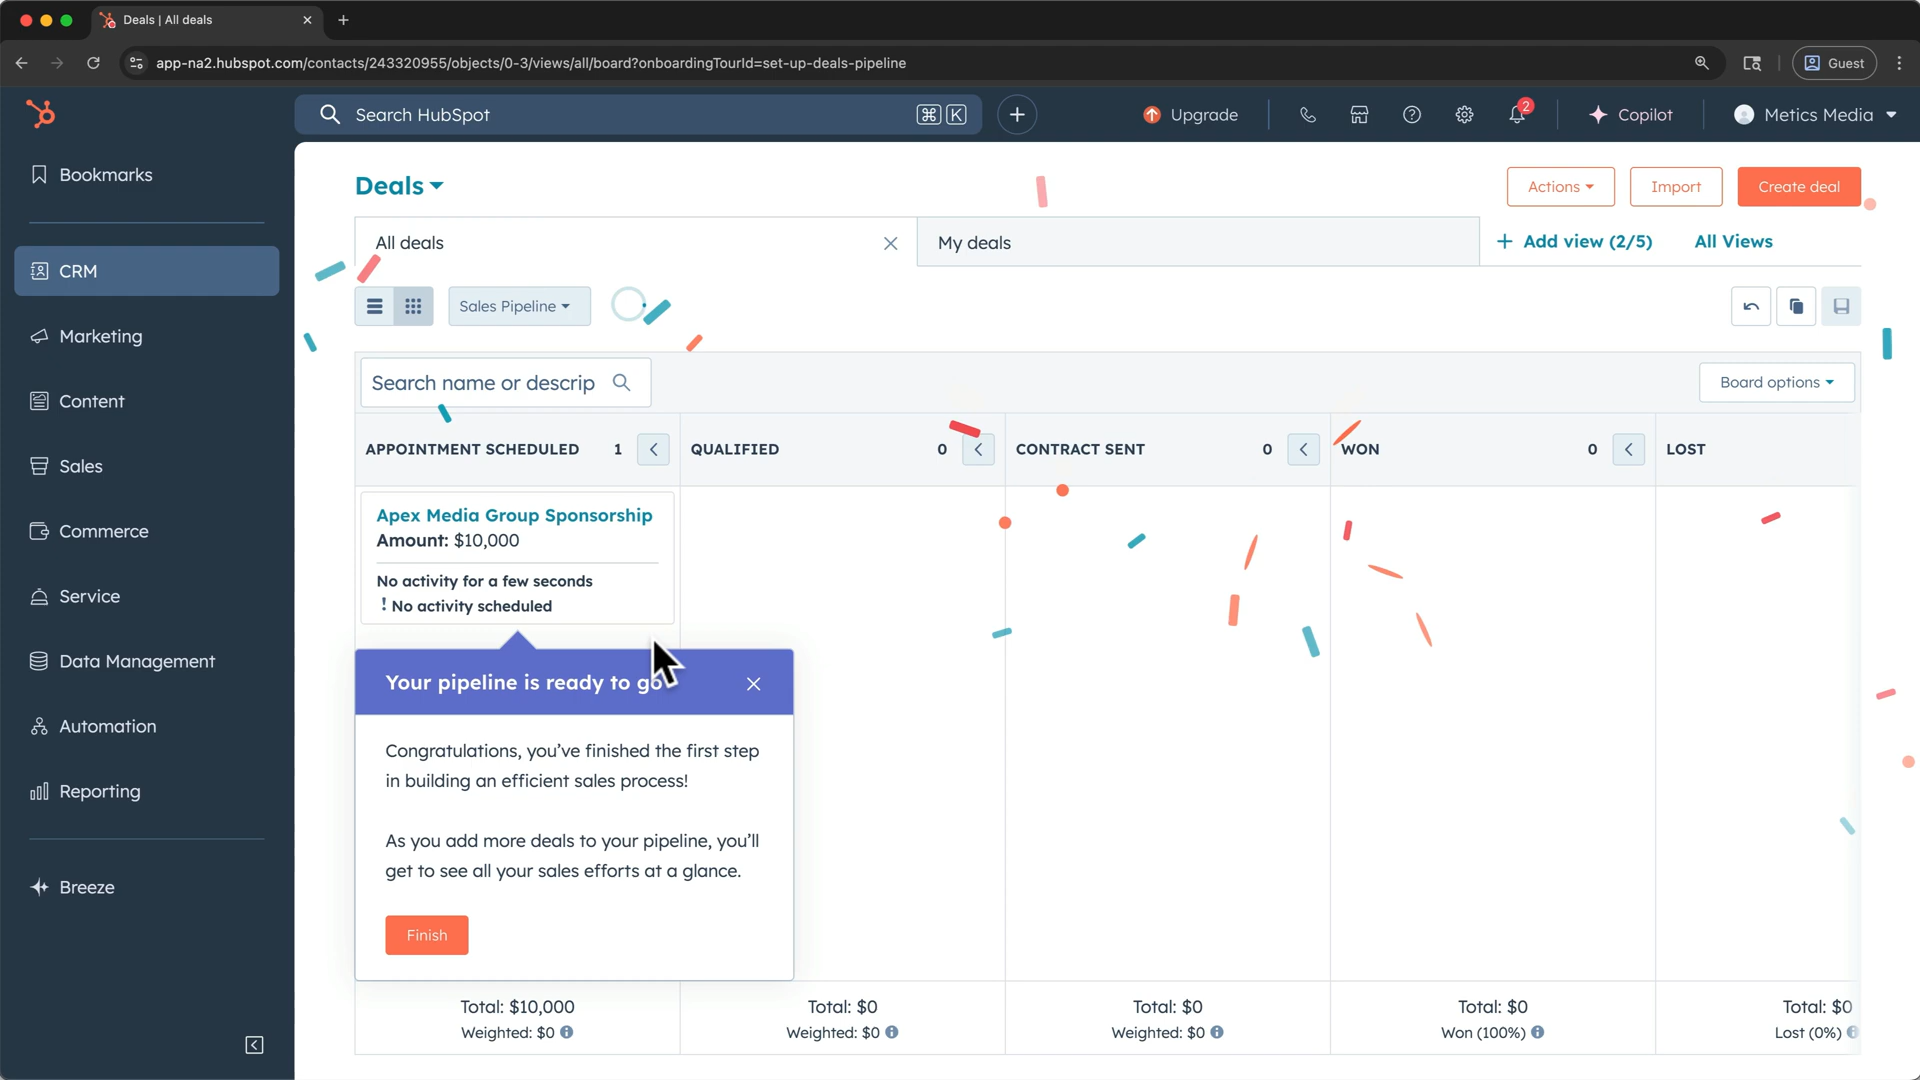 Deals | All deals
app-na2.hubspot.com/contacts/243320955/objects/0-3/views/all/board?onboardingTourId=set-up-deals-pipeline
Guest
Search HubSpot
⌘ K
Upgrade
2
Copilot
Metics Media
Bookmarks
CRM
Marketing
Content
Sales
Commerce
Service
Data Management
Automation
Reporting
Breeze
Deals
Actions
Import
Create deal
All deals
My deals
+ Add view (2/5)
All Views
Sales Pipeline
Search name or descrip
Board options
APPOINTMENT SCHEDULED 1
QUALIFIED 0
CONTRACT SENT 0
WON 0
LOST
Apex Media Group Sponsorship
Amount: $10,000
No activity for a few seconds
! No activity scheduled
Your pipeline is ready to go
Congratulations, you’ve finished the first step
in building an efficient sales process!
As you add more deals to your pipeline, you’ll
get to see all your sales efforts at a glance.
Finish
Total: $10,000
Weighted: $0
Total: $0
Weighted: $0
Total: $0
Weighted: $0
Total: $0
Won (100%)
Total: $0
Lost (0%)